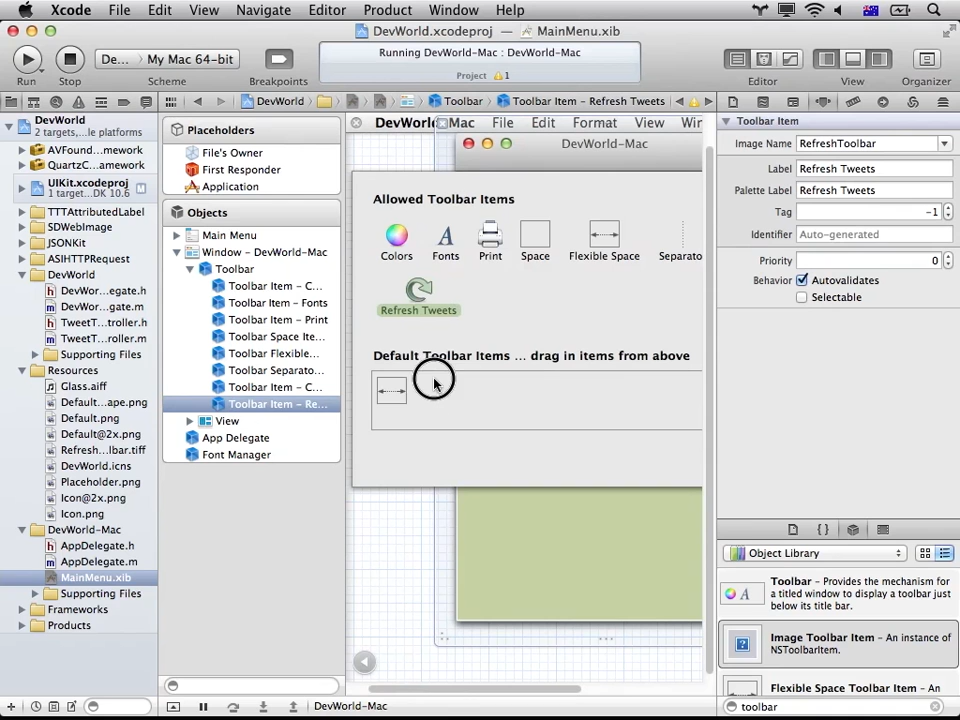 Xcode File Edit View Navigate Editor Product Window Help
DevWorld.xcodeproj — MainMenu.xib
Run Stop
De... My Mac 64-bit
Scheme
Breakpoints
Running DevWorld-Mac : DevWorld-Mac
Project 1
Editor View Organizer
DevWorld Toolbar Toolbar Item - Refresh Tweets
DevWorld
2 targets,...le platforms
AVFoun...mework
QuartzC...amework
UIKit.xcodeproj M
1 target,...DK 10.6
TTTAttributedLabel
SDWebImage
JSONKit
ASIHTTPRequest
DevWorld
DevWor...egate.h
DevWor...egate.m
TweetT...troller.h
TweetT...roller.m
Supporting Files
Resources
Glass.aiff
Default...ape.png
Default.png
Default@2x.png
Refresh...lbar.tiff
DevWorld.icns
Placeholder.png
Icon@2x.png
Icon.png
DevWorld-Mac
AppDelegate.h
AppDelegate.m
MainMenu.xib
Supporting Files
Frameworks
Products
Placeholders
File's Owner
First Responder
Application
Objects
Main Menu
Window - DevWorld-Mac
Toolbar
Toolbar Item - C...
Toolbar Item - Fonts
Toolbar Item - Print
Toolbar Space Ite...
Toolbar Flexible...
Toolbar Separato...
Toolbar Item - C...
Toolbar Item - Re...
View
App Delegate
Font Manager
DevWorld Mac File Edit Format View Win
DevWorld-Mac
Allowed Toolbar Items
Colors Fonts Print Space Flexible Space Separato
Refresh Tweets
Default Toolbar Items ... drag in items from above
DevWorld-Mac
Toolbar Item
Image Name RefreshToolbar
Label Refresh Tweets
Palette Label Refresh Tweets
Tag -1
Identifier Auto-generated
Priority 0
Behavior Autovalidates
Selectable
Object Library
Toolbar - Provides the mechanism for
a titled window to display a toolbar just
below its title bar.
Image Toolbar Item - An instance of
NSToolbarItem.
Flexible Space Toolbar Item - An
toolbar